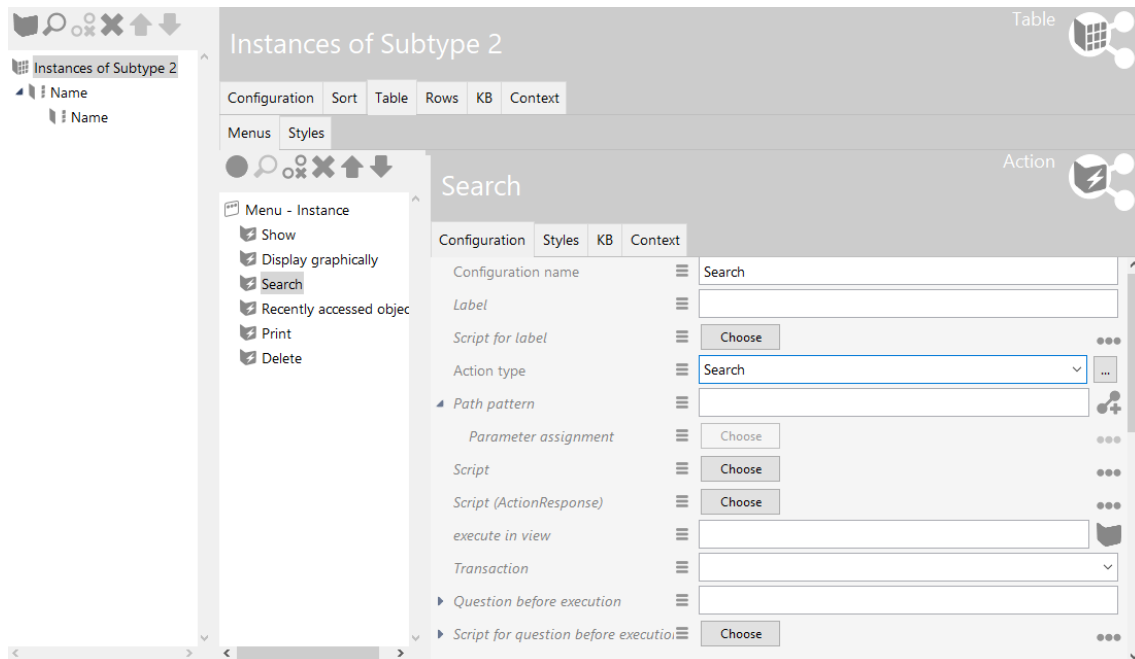 Table
Instances of Subtype 2
Instances of Subtype 2
Name
Name
Configuration Sort Table Rows KB Context
Menus Styles
Action
Search
Menu - Instance
Show
Display graphically
Search
Recently accessed objec
Print
Delete
Configuration Styles KB Context
Configuration name Search
Label
Script for label Choose
Action type Search ...
Path pattern
Parameter assignment Choose
Script Choose
Script (ActionResponse) Choose
execute in view
Transaction
Question before execution
Script for question before executio Choose